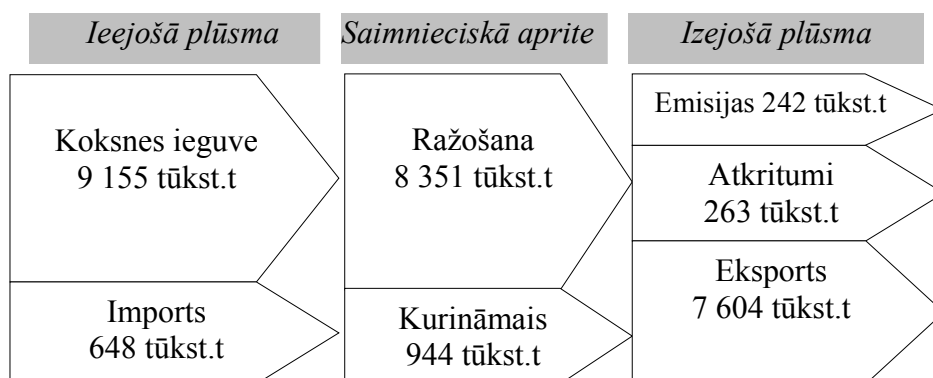 Ieejošā plūsma
Saimnieciskā aprite
Izejošā plūsma
Koksnes ieguve
9 155 tūkst.t
Imports
648 tūkst.t
Ražošana
8 351 tūkst.t
Kurināmais
944 tūkst.t
Emisijas 242 tūkst.t
Atkritumi
263 tūkst.t
Eksports
7 604 tūkst.t